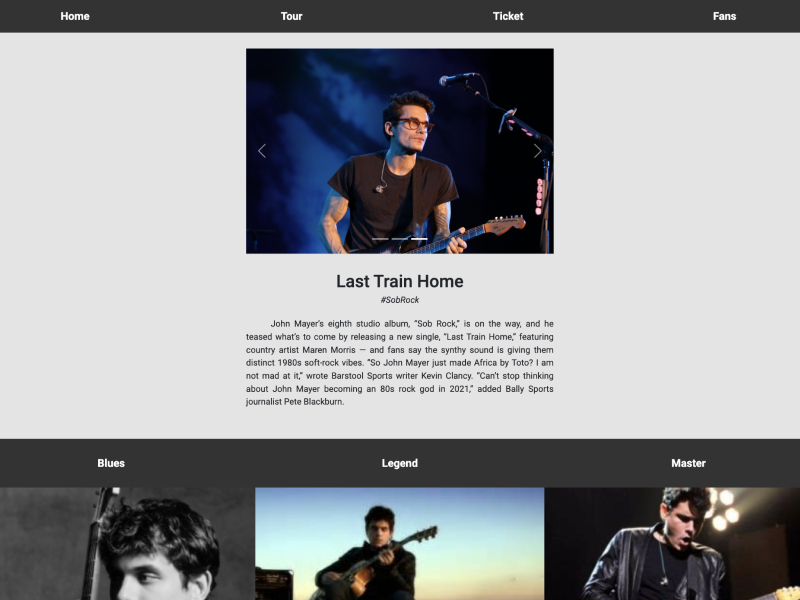 Home Tour Ticket Fans
Last Train Home
#SobRock
John Mayer's eighth studio album, “Sob Rock,” is on the way, and he
teased what's to come by releasing a new single, “Last Train Home,” featuring
country artist Maren Morris — and fans say the synthy sound is giving them
distinct 1980s soft-rock vibes. “So John Mayer just made Africa by Toto? I am
not mad at it,” wrote Barstool Sports writer Kevin Clancy. “Can't stop thinking
about John Mayer becoming an 80s rock god in 2021,” added Bally Sports
journalist Pete Blackburn.
Blues Legend Master